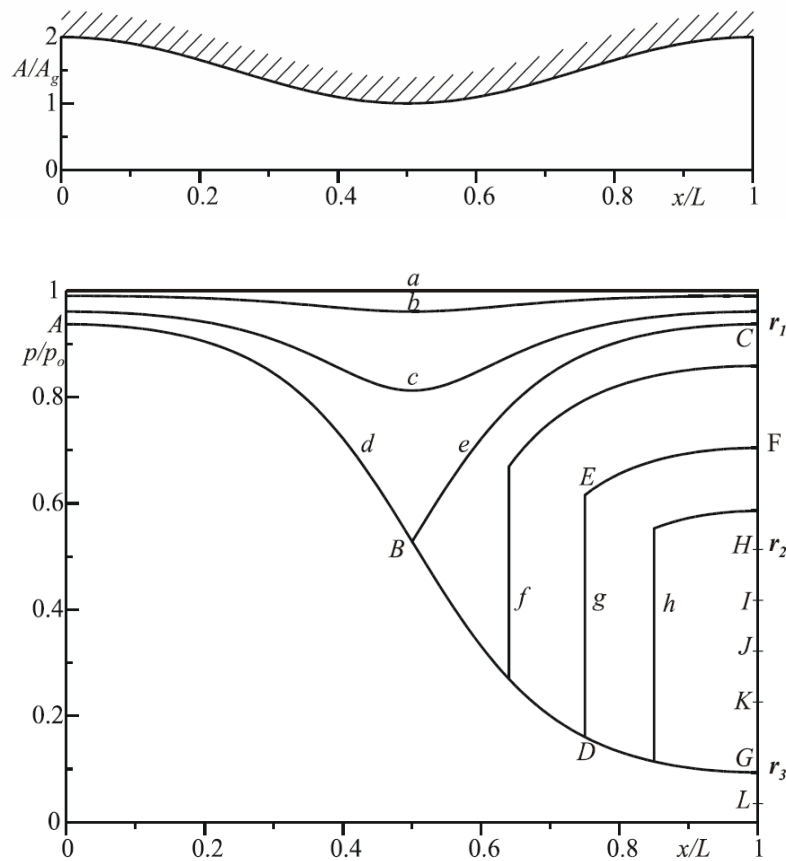 2
A/A_g
1
0
0 0.2 0.4 0.6 0.8 x/L 1
1 a
b
A r_1
C
p/p_o
c
0.8
d e F
E
0.6
B H r_2
0.4 f g h I
J
0.2 K
D G r_3
L
0
0 0.2 0.4 0.6 0.8 x/L 1